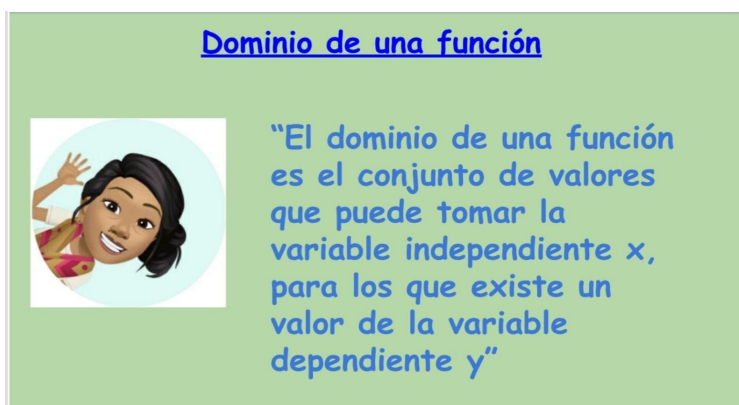 Dominio de una función
“El dominio de una función
es el conjunto de valores
que puede tomar la
variable independiente x,
para los que existe un
valor de la variable
dependiente y”